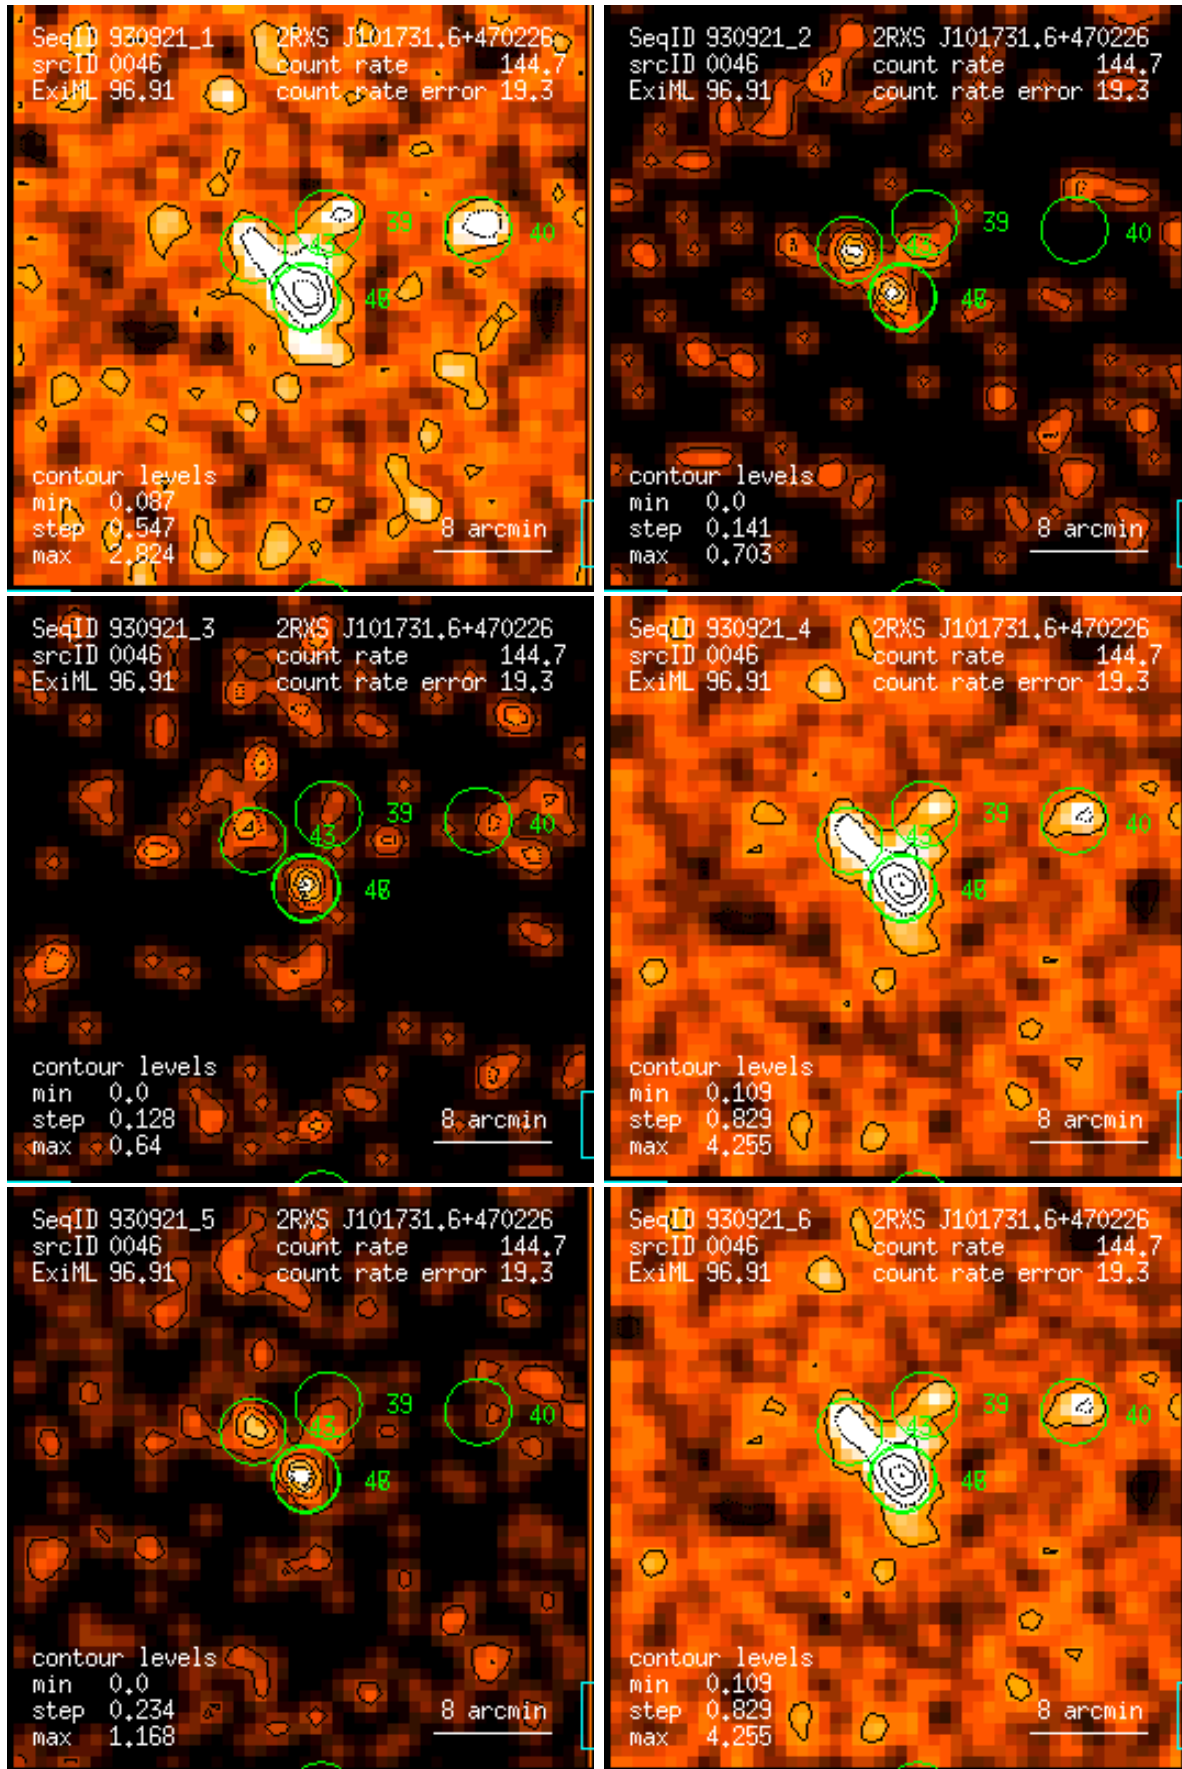 SeqID 930921_1 2RXS J101731.6+470226
srcID 0046 count rate 144.7
ExiML 96.91 count rate error 19.3
39
43
40
contour levels
min 0.087
step 0.547
max 2.824
8 arcmin
SeqID 930921_2 2RXS J101731.6+470226
srcID 0046 count rate 144.7
ExiML 96.91 count rate error 19.3
39
43
40
contour levels
min 0.0
step 0.141
max 0.703
8 arcmin
SeqID 930921_3 2RXS J101731.6+470226
srcID 0046 count rate 144.7
ExiML 96.91 count rate error 19.3
39
43
40
contour levels
min 0.0
step 0.128
max 0.64
8 arcmin
SeqID 930921_4 2RXS J101731.6+470226
srcID 0046 count rate 144.7
ExiML 96.91 count rate error 19.3
39
43
40
contour levels
min 0.109
step 0.829
max 4.255
8 arcmin
SeqID 930921_5 2RXS J101731.6+470226
srcID 0046 count rate 144.7
ExiML 96.91 count rate error 19.3
39
43
40
contour levels
min 0.0
step 0.234
max 1.168
8 arcmin
SeqID 930921_6 2RXS J101731.6+470226
srcID 0046 count rate 144.7
ExiML 96.91 count rate error 19.3
39
43
40
contour levels
min 0.109
step 0.829
max 4.255
8 arcmin